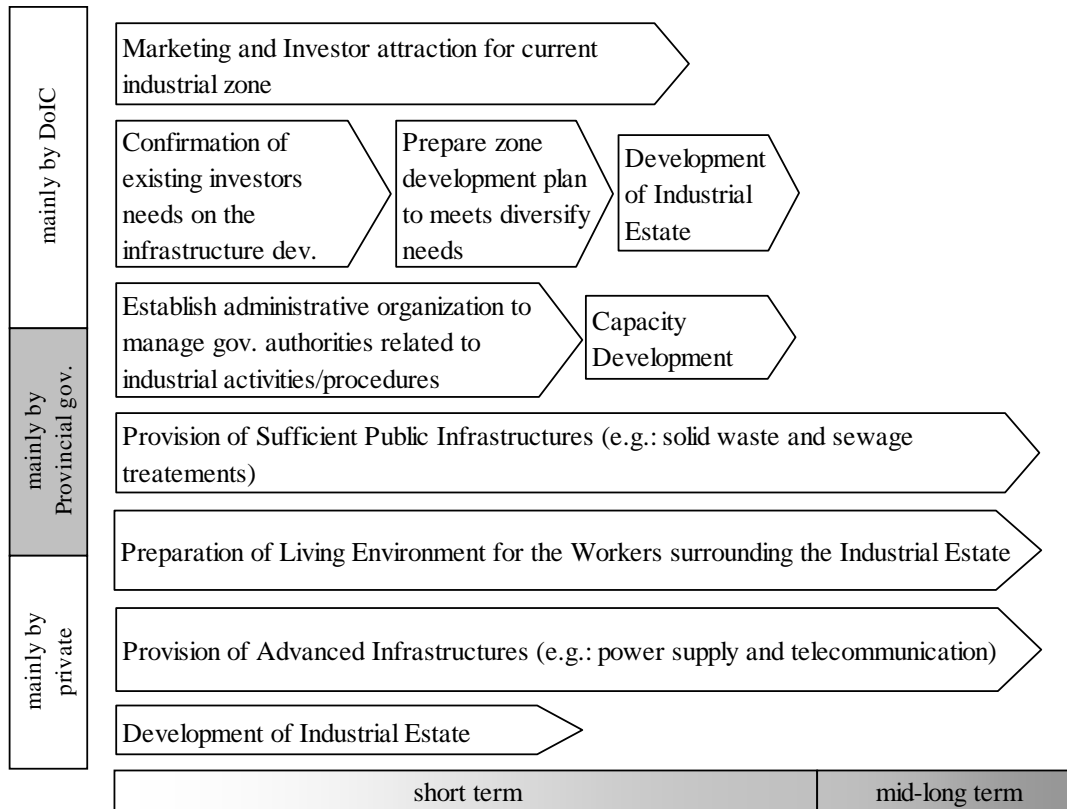 mainly by DoIC
Marketing and Investor attraction for current
industrial zone
Confirmation of
existing investors
needs on the
infrastructure dev.
Prepare zone
development plan
to meets diversify
needs
Development
of Industrial
Estate
Establish administrative organization to
manage gov. authorities related to
industrial activities/procedures
Capacity
Development
mainly by
Provincial gov.
Provision of Sufficient Public Infrastructures (e.g.: solid waste and sewage
treatements)
Preparation of Living Environment for the Workers surrounding the Industrial Estate
mainly by
private
Provision of Advanced Infrastructures (e.g.: power supply and telecommunication)
Development of Industrial Estate
short term
mid-long term